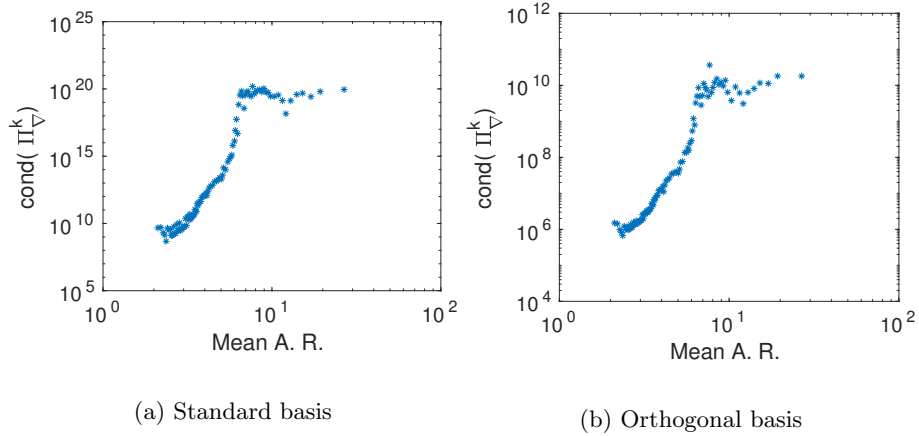 10^25
10^20
10^15
10^10
10^5
cond( Π^k_∇)
10^0
10^1
10^2
Mean A. R.
(a) Standard basis
10^12
10^10
10^8
10^6
10^4
cond( Π^k_∇)
10^0
10^1
10^2
Mean A. R.
(b) Orthogonal basis